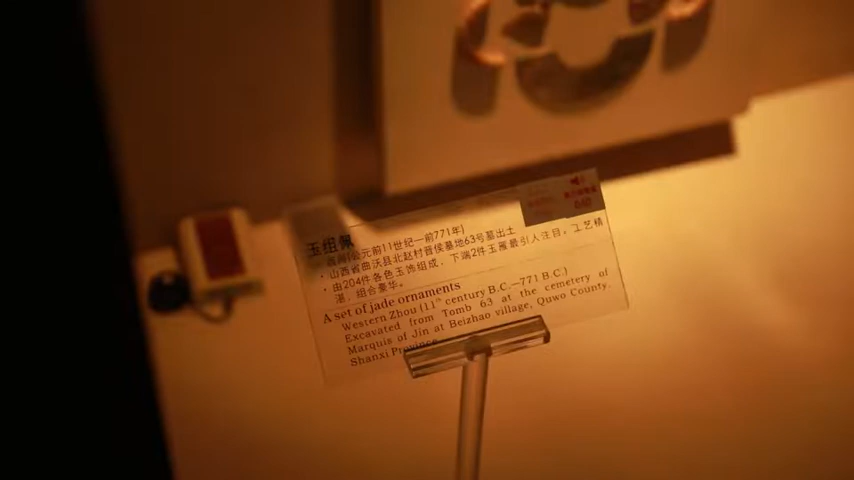 玉组佩
西周(公元前11世纪—前771年)
·山西省曲沃县北赵村晋侯墓地63号墓出土
·由204件各色玉饰组成，下端2件玉雁最引人注目，工艺精
湛，组合豪华。
A set of jade ornaments
Western Zhou (11th century B.C.—771 B.C.)
Excavated from Tomb 63 at the cemetery of
Marquis of Jin at Beizhao village, Quwo County,
Shanxi Province